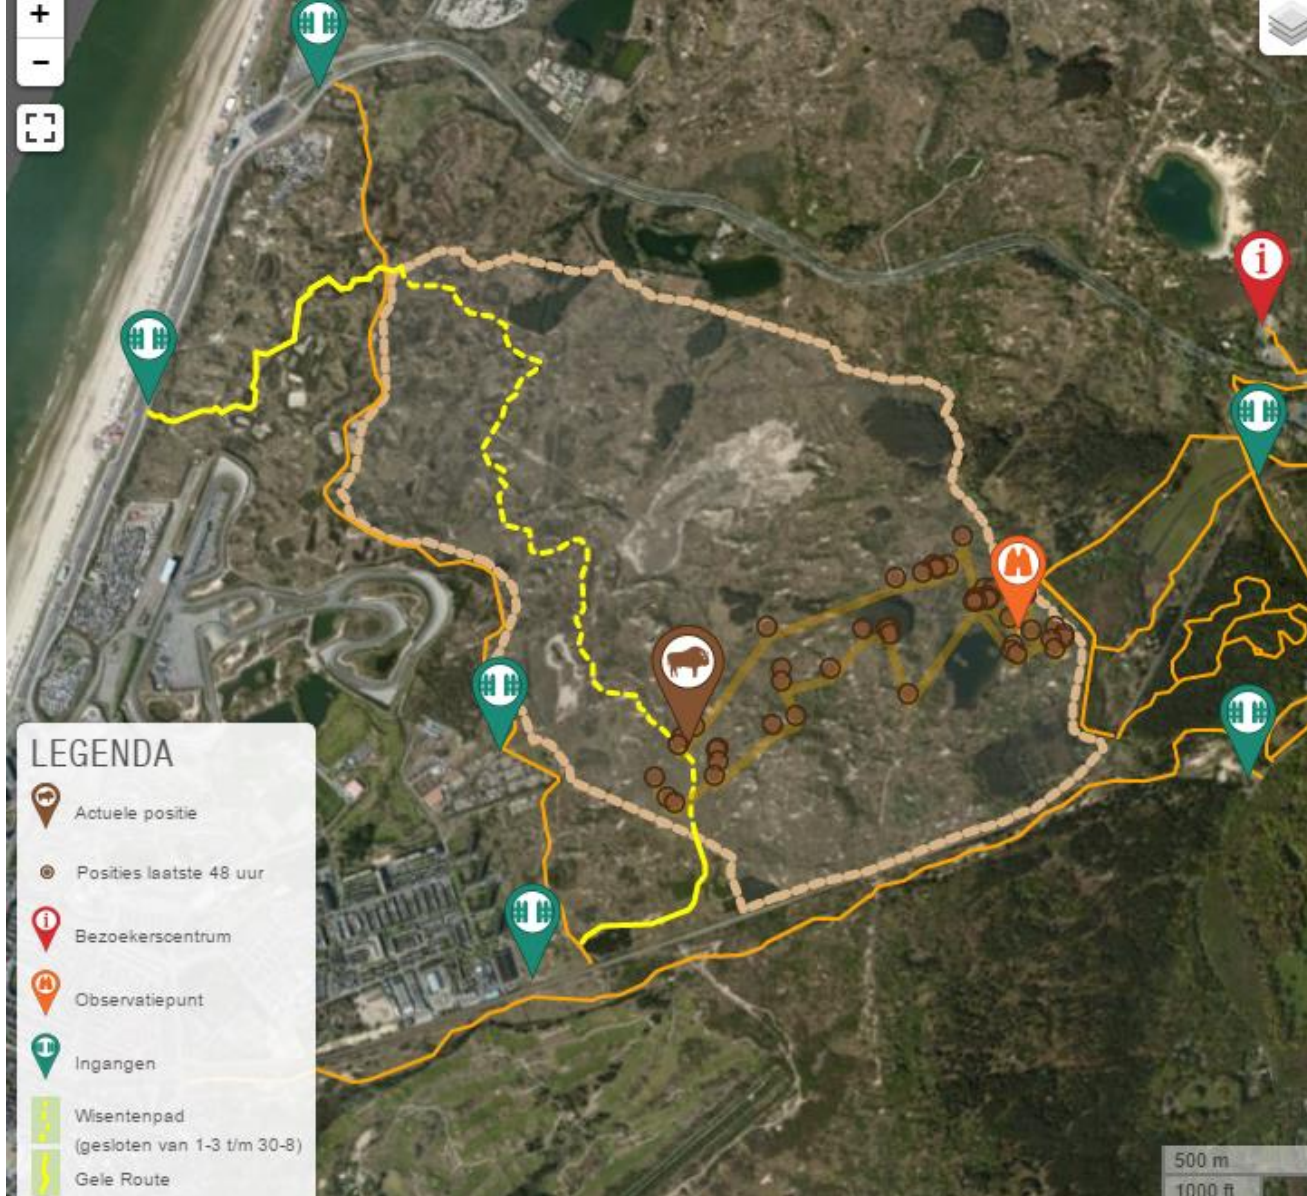 +
-
LEGENDA
Actuele positie
Posities laatste 48 uur
i
Bezoekerscentrum
Observatiepunt
Ingangen
Wisentenpad
(gesloten van 1-3 t/m 30-8)
Gele Route
i
500 m
1000 ft